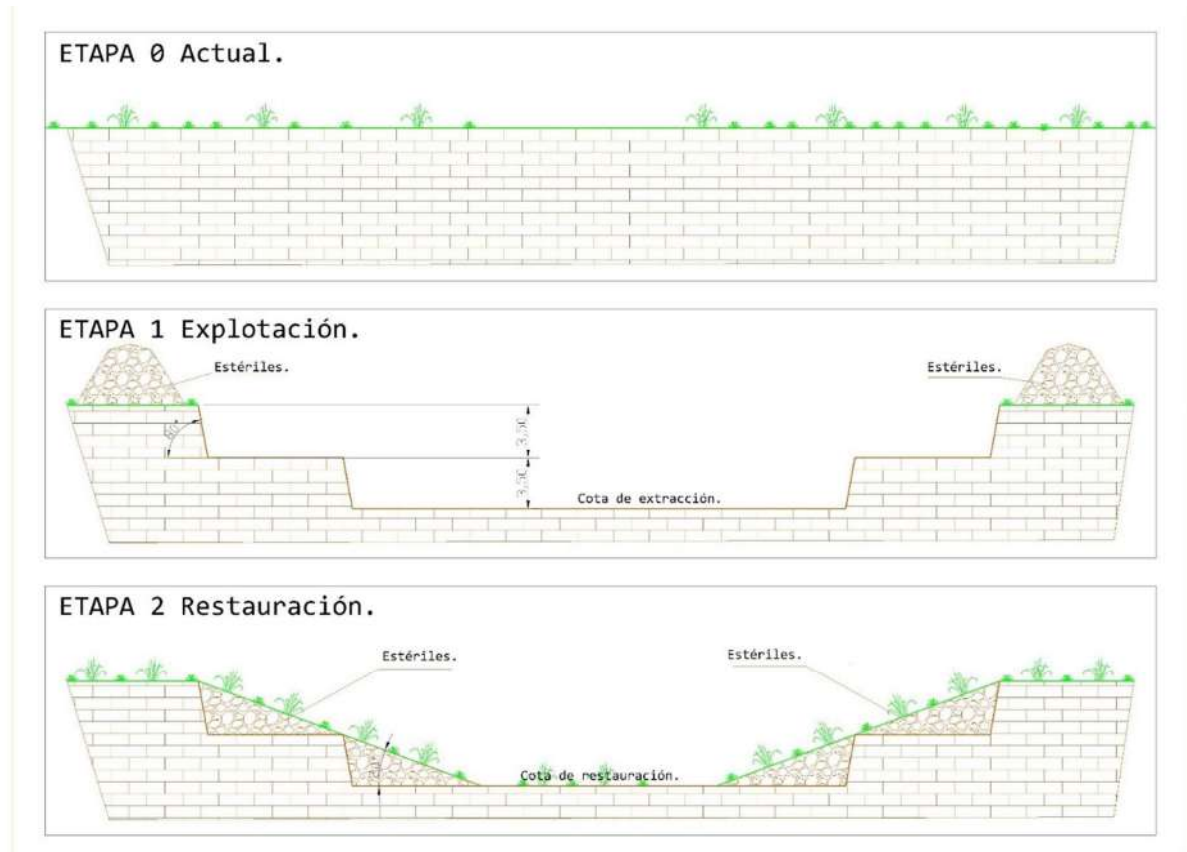 ETAPA 0 Actual.
ETAPA 1 Explotación.
Estériles.
Estériles.
80°
3,50
3,50
Cota de extracción.
ETAPA 2 Restauración.
Estériles.
Estériles.
Cota de restauración.